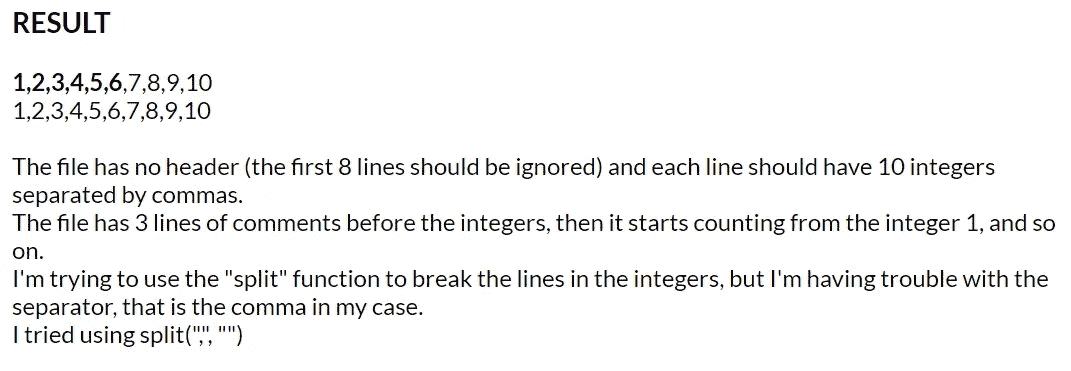 RESULT
1,2,3,4,5,6,7,8,9,10
1,2,3,4,5,6,7,8,9,10
The file has no header (the first 8 lines should be ignored) and each line should have 10 integers
separated by commas.
The file has 3 lines of comments before the integers, then it starts counting from the integer 1, and so
on.
I'm trying to use the "split" function to break the lines in the integers, but I'm having trouble with the
separator, that is the comma in my case.
I tried using split(",", "")